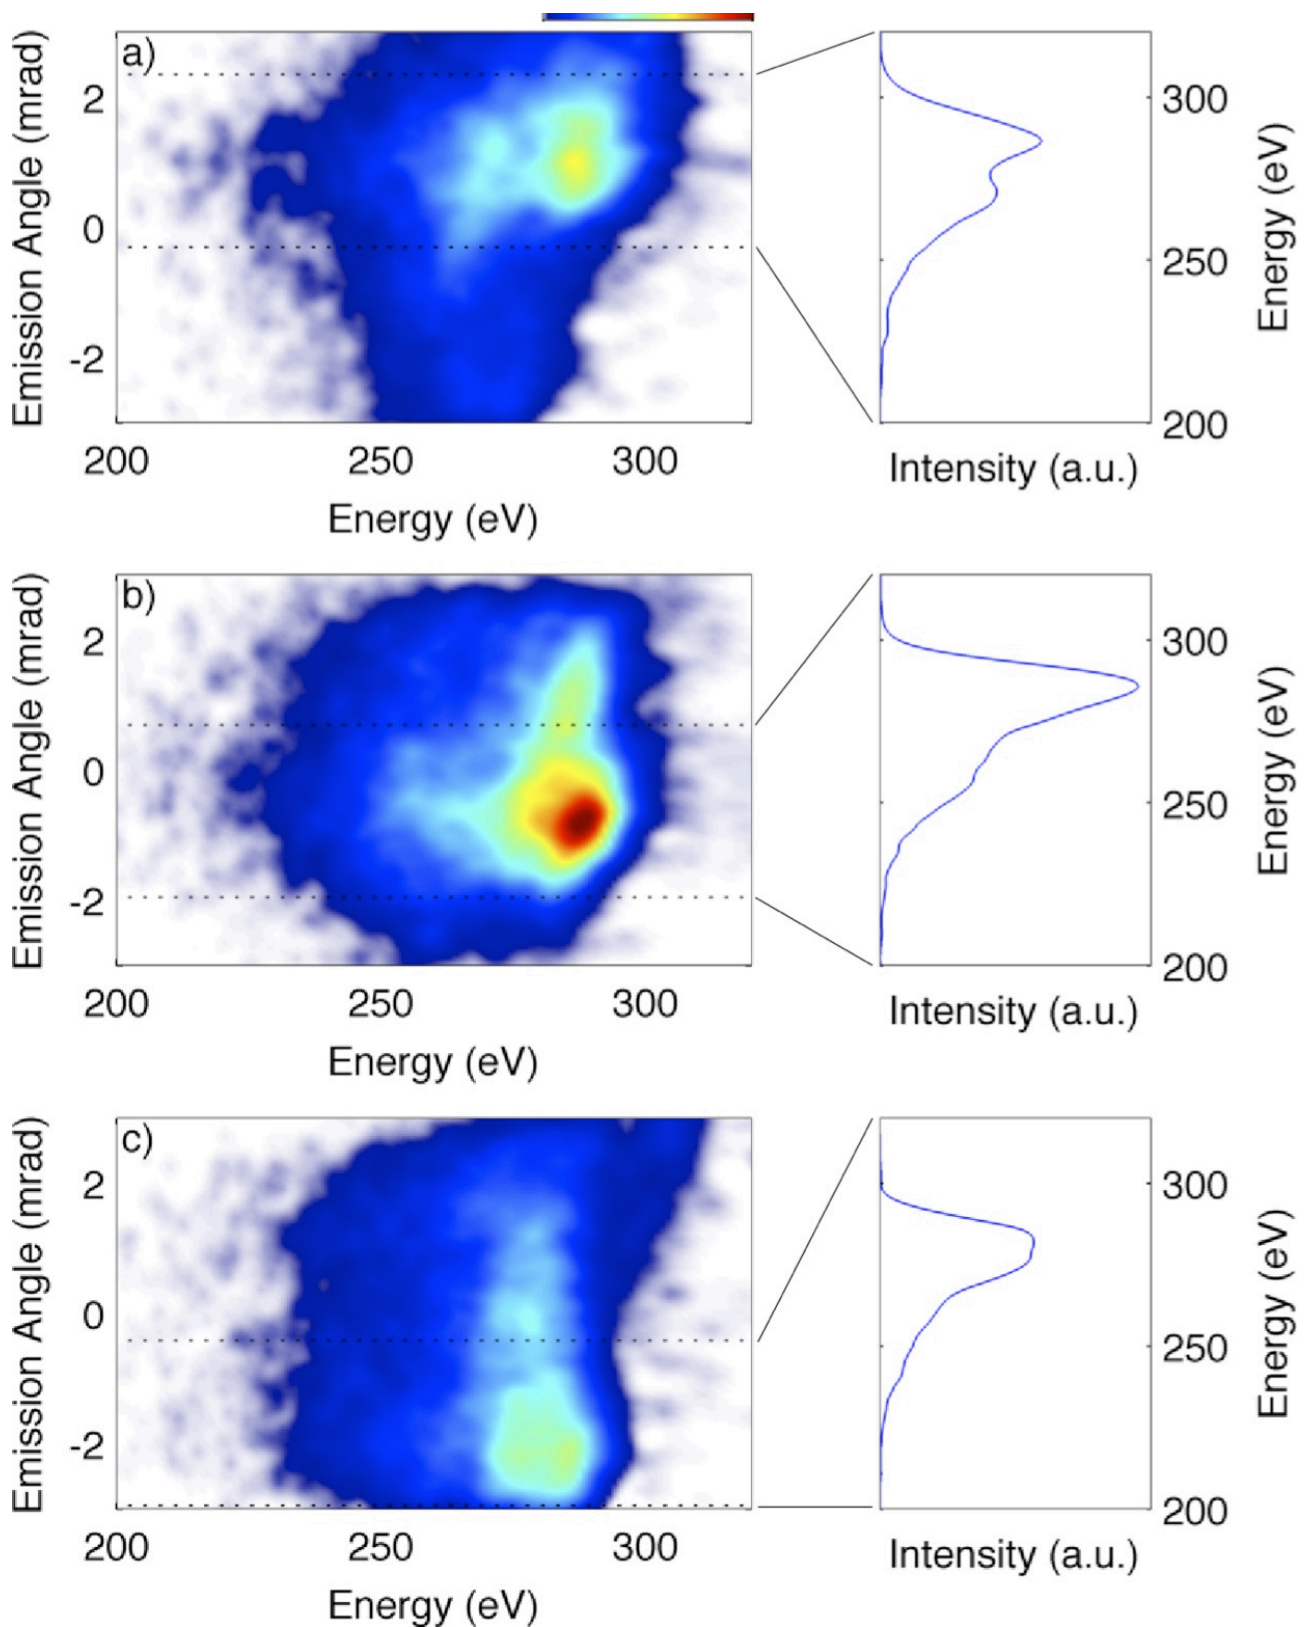 a)
Emission Angle (mrad)
2
0
-2
200 250 300
Energy (eV)
300
250
200
Energy (eV)
Intensity (a.u.)
b)
Emission Angle (mrad)
2
0
-2
200 250 300
Energy (eV)
300
250
200
Energy (eV)
Intensity (a.u.)
c)
Emission Angle (mrad)
2
0
-2
200 250 300
Energy (eV)
300
250
200
Energy (eV)
Intensity (a.u.)